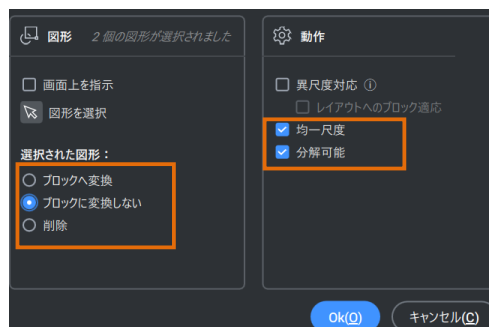 図形 2 個の図形が選択されました
画面上を指示
図形を選択
選択された図形：
ブロックへ変換
ブロックに変換しない
削除
動作
異尺度対応
レイアウトへのブロック適応
均一尺度
分解可能
Ok(O)
キャンセル(C)